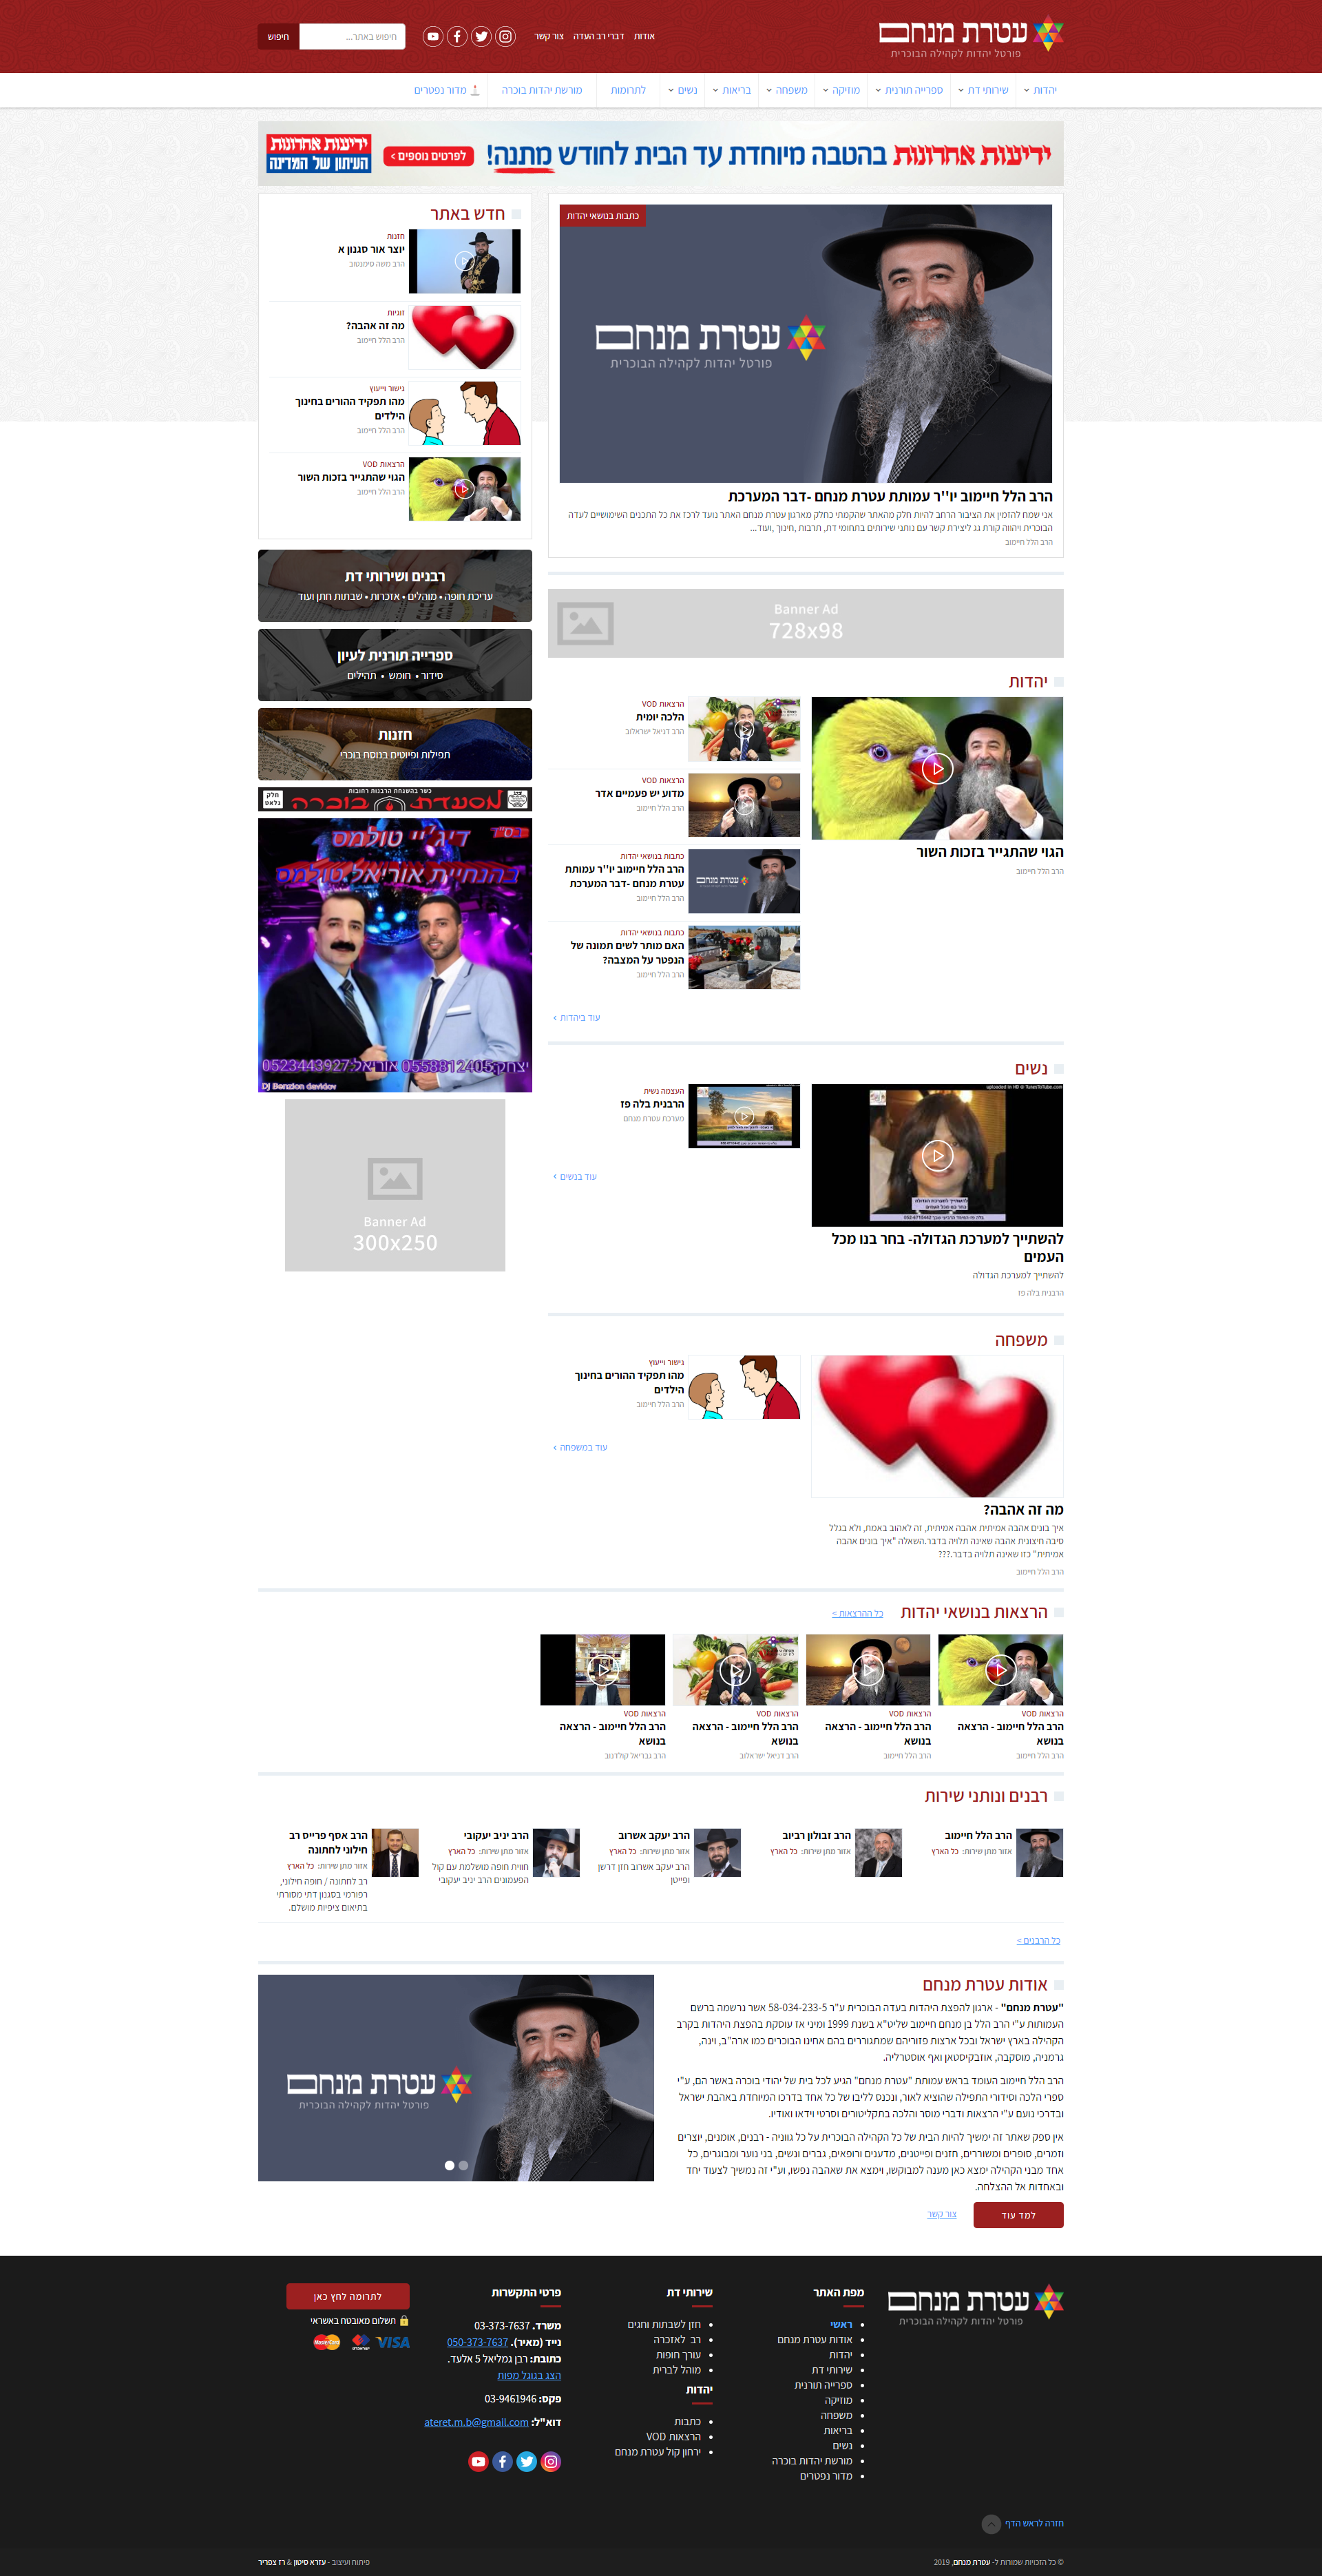 עטרת מנחם
פורטל יהדות לקהילה הבוכרית
אודות דברי רב העדה צור קשר
חיפוש באתר...
חיפוש
יהדות שירותי דת ספרייה תורנית מוזיקה משפחה בריאות נשים לתרומות מורשת יהדות בוכרה מדור נפטרים
ידיעות אחרונות בהטבה מיוחדת עד הבית לחודש מתנה! לפרטים נוספים >
ידיעות אחרונות
העיתון של המדינה
כתבות בנושאי יהדות
עטרת מנחם
פורטל יהדות לקהילה הבוכרית
הרב הלל חיימוב יו''ר עמותת עטרת מנחם -דבר המערכת
אני שמח להזמין את הציבור הרחב להיות חלק מהאתר שהקמתי כחלק מארגון עטרת מנחם האתר נועד לרכז את כל התכנים השימושיים לעדה
הבוכרית ויהווה קורת גג ליצירת קשר עם נותני שירותים בתחומי דת, תרבות ,חינוך ,ועוד...
הרב הלל חיימוב
חדש באתר
חזנות
יוצר אור סגנון א
הרב משה סימנטוב
זוגיות
מה זה אהבה?
הרב הלל חיימוב
גישור וייעוץ
מהו תפקיד ההורים בחינוך
הילדים
הרב הלל חיימוב
הרצאות VOD
הגוי שהתגייר בזכות השור
הרב הלל חיימוב
רבנים ושירותי דת
עריכת חופה • מוהלים • אזכרות • שבתות חתן ועוד
ספרייה תורנית לעיון
סידור • חומש • תהילים
חזנות
תפילות ופיוטים בנוסח בוכרי
כשר בהשגחת הרבנות רחובות
מסעדת בוכרה
חלק
גלאט
בס"ד
דיג'יי טולמס
בהנחיית אוריאל טולמס
יצחק:0558812405 אוריאל:0523443927
Dj Benzion davidov
Banner Ad
300x250
Banner Ad
728x98
יהדות
הגוי שהתגייר בזכות השור
הרב הלל חיימוב
הרצאות VOD
הלכה יומית
הרב דניאל ישראלוב
הרצאות VOD
מדוע יש פעמיים אדר
הרב הלל חיימוב
כתבות בנושאי יהדות
הרב הלל חיימוב יו''ר עמותת
עטרת מנחם -דבר המערכת
הרב הלל חיימוב
עטרת מנחם
כתבות בנושאי יהדות
האם מותר לשים תמונה של
הנפטר על המצבה?
הרב הלל חיימוב
עוד ביהדות
נשים
uploaded in HD @ TunesToTube.com
להשתייך למערכת הגדולה- בחר בנו מכל
העמים
להשתייך למערכת הגדולה
הרבנית בלה פז
העצמה נשית
הרבנית בלה פז
מערכת עטרת מנחם
עוד בנשים
משפחה
מה זה אהבה?
איך בונים אהבה אמיתית אהבה אמיתית, זה לאהוב באמת, ולא בגלל
סיבה חיצונית אהבה שאינה תלויה בדבר.השאלה "איך בונים אהבה
אמיתית" כזו שאינה תלויה בדבר.???
הרב הלל חיימוב
גישור וייעוץ
מהו תפקיד ההורים בחינוך
הילדים
הרב הלל חיימוב
עוד במשפחה
הרצאות בנושאי יהדות
כל ההרצאות >
הרצאות VOD
הרב הלל חיימוב - הרצאה
בנושא
הרב הלל חיימוב
הרצאות VOD
הרב הלל חיימוב - הרצאה
בנושא
הרב הלל חיימוב
הרצאות VOD
הרב הלל חיימוב - הרצאה
בנושא
הרב דניאל ישראלוב
הרצאות VOD
הרב הלל חיימוב - הרצאה
בנושא
הרב גבריאל קולדנוב
רבנים ונותני שירות
הרב הלל חיימוב
אזור מתן שירות: כל הארץ
הרב זבולון רביוב
אזור מתן שירות: כל הארץ
הרב יעקב אשרוב
אזור מתן שירות: כל הארץ
הרב יעקב אשרוב חזן דרשן
ופייטן
הרב יניב יעקובי
אזור מתן שירות: כל הארץ
חווית חופה מושלמת עם קול
הפעמונים הרב יניב יעקובי
הרב אסף פרייס רב
חילוני לחתונה
אזור מתן שירות: כל הארץ
רב לחתונה / חופה חילוני,
רפורמי בסגנון דתי מסורתי
בתיאום ציפיות מושלם.
כל הרבנים >
אודות עטרת מנחם
"עטרת מנחם" - ארגון להפצת היהדות בעדה הבוכרית ע"ר 58-034-233-5 אשר נרשמה ברשם
העמותות ע"י הרב הלל בן מנחם חיימוב שליט"א בשנת 1999 ומיני אז עוסקת בהפצת היהדות בקרב
הקהילה בארץ ישראל ובכל ארצות פזוריהם שמתגוררים בהם אחינו הבוכרים כמו ארה"ב, וינה,
גרמניה, מוסקבה, אוזבקיסטאן ואף אוסטרליה.
הרב הלל חיימוב העומד בראש עמותת "עטרת מנחם" הגיע לכל בית של יהודי בוכרה באשר הם, ע"י
ספרי הלכה וסידורי התפילה שהוציא לאור, ונכנס לליבו של כל אחד בדרכו המיוחדת באהבת ישראל
ובדרכי נועם ע"י הרצאות ודברי מוסר והלכה בתקליטורים וסרטי וידאו ואודיו.
אין ספק שאתר זה ימשיך להיות הבית של כל הקהילה הבוכרית על כל גווניה - רבנים, אומנים, יוצרים
וזמרים, סופרים ומשוררים, חזנים ופייטנים, מדענים ורופאים, גברים ונשים, בני נוער ומבוגרים, כל
אחד מבני הקהילה ימצא כאן מענה למבוקשו, וימצא את שאהבה נפשו, וע"י זה נמשיך לצעוד יחד
ובאחדות אל ההצלחה.
למד עוד
צור קשר
עטרת מנחם
פורטל יהדות לקהילה הבוכרית
עטרת מנחם
פורטל יהדות לקהילה הבוכרית
מפת האתר
ראשי
אודות עטרת מנחם
יהדות
שירותי דת
ספרייה תורנית
מוזיקה
משפחה
בריאות
נשים
מורשת יהדות בוכרה
מדור נפטרים
שירותי דת
חזן לשבתות וחגים
רב לאזכרה
עורך חופות
מוהל לברית
יהדות
כתבות
הרצאות VOD
ירחון קול עטרת מנחם
פרטי התקשרות
משרד. 03-373-7637
נייד (מאיר). 050-373-7637
כתובת: רבן גמליאל 5 אלעד.
הצג בגוגל מפות
פקס: 03-9461946
דוא"ל: ateret.m.b@gmail.com
לתרומה לחץ כאן
תשלום מאובטח באשראי
VISA
MasterCard
חזרה לראש הדף
© כל הזכויות שמורות ל- עטרת מנחם, 2019
פיתוח ועיצוב - עזרא סיטון & רז צפריר